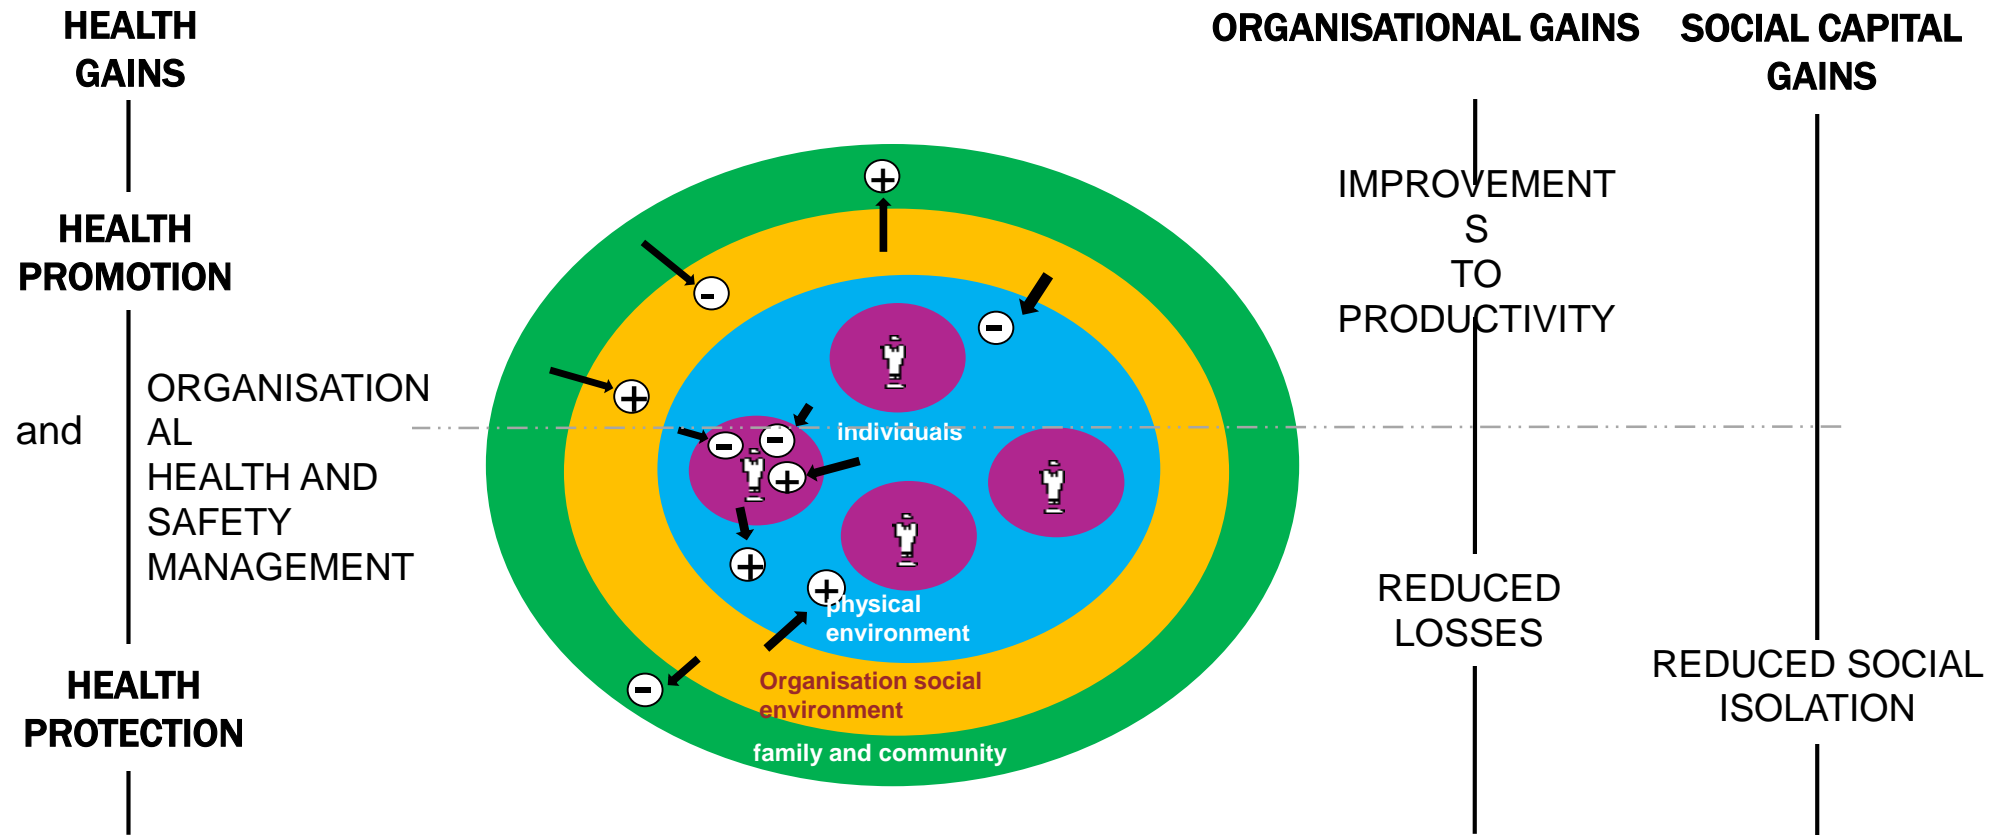 HEALTH
GAINS
HEALTH
PROMOTION
and
ORGANISATION
AL
HEALTH AND
SAFETY
MANAGEMENT
HEALTH
PROTECTION
+
-
-
+
-
-
+
+
+
-
individuals
physical
environment
Organisation social
environment
family and community
ORGANISATIONAL GAINS
IMPROVEMENT
S
TO
PRODUCTIVITY
REDUCED
LOSSES
SOCIAL CAPITAL
GAINS
REDUCED SOCIAL
ISOLATION